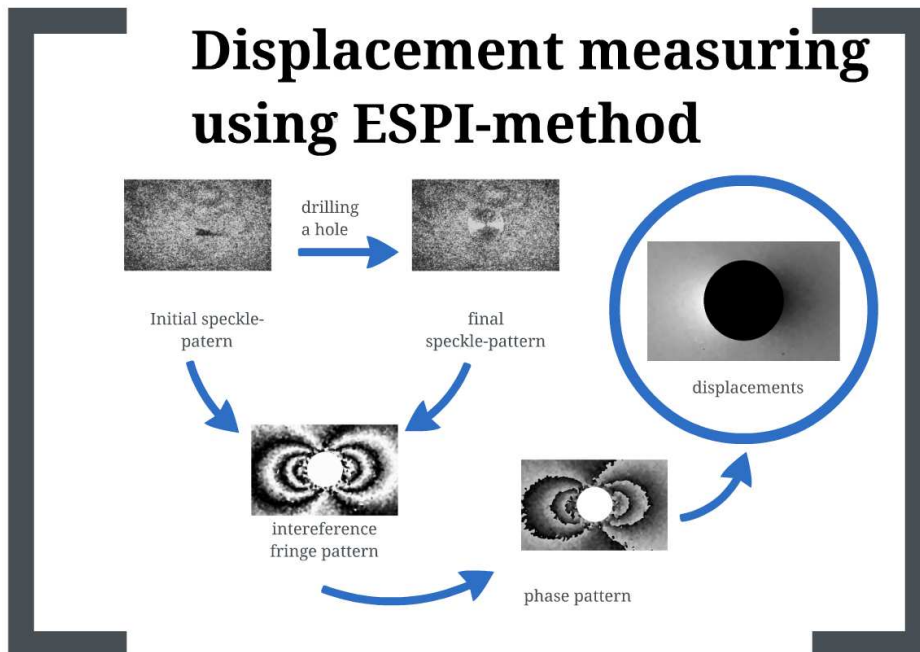 Displacement measuring
using ESPI-method
drilling
a hole
Initial speckle-
patern
final
speckle-pattern
displacements
intereference
fringe pattern
phase pattern